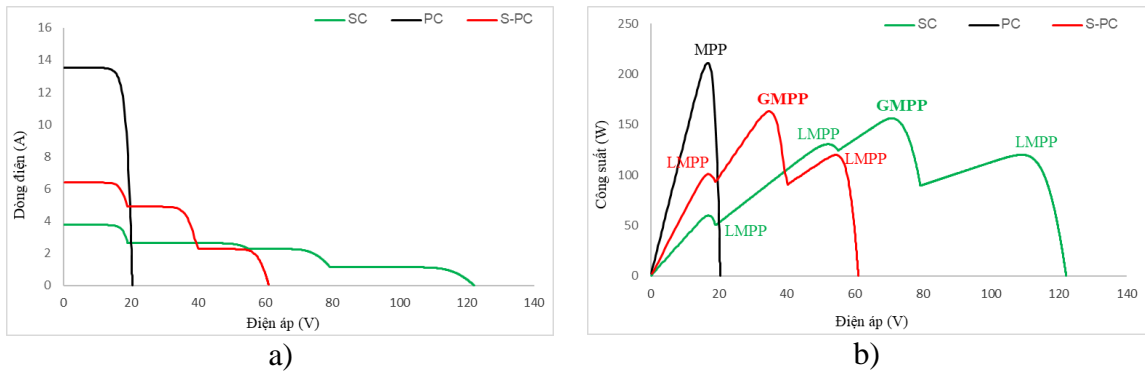 SC PC S-PC
16
14
12
10
8
6
4
2
0
Dòng điện (A)
0 20 40 60 80 100 120 140
Điện áp (V)
a)
SC PC S-PC
250
200
150
100
50
0
Công suất (W)
MPP
GMPP
GMPP
LMPP
LMPP
LMPP
LMPP
LMPP
0 20 40 60 80 100 120 140
Điện áp (V)
b)